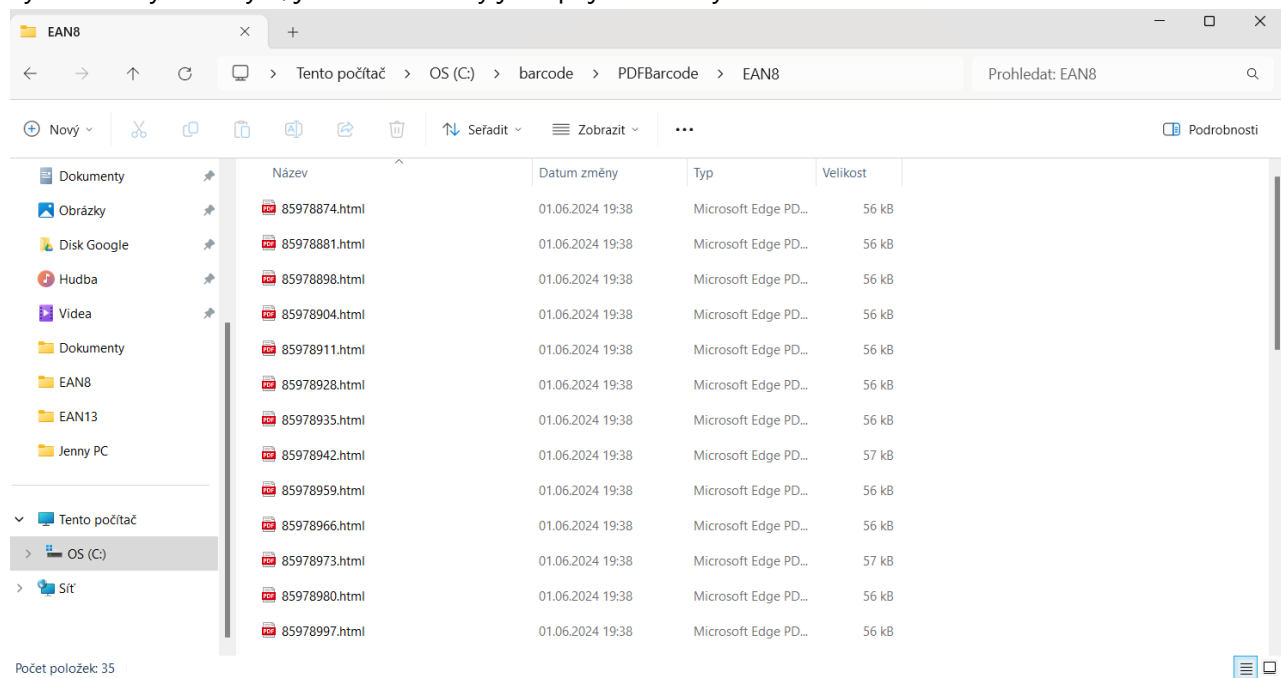 EAN8
Tento počítač > OS (C:) > barcode > PDFBarcode > EAN8
Prohledat: EAN8
Nový
Seřadit
Zobrazit
Podrobnosti
Dokumenty
Obrázky
Disk Google
Hudba
Videa
Dokumenty
EAN8
EAN13
Jenny PC
Tento počítač
OS (C:)
Síť
Název Datum změny Typ Velikost
85978874.html 01.06.2024 19:38 Microsoft Edge PD... 56 kB
85978881.html 01.06.2024 19:38 Microsoft Edge PD... 56 kB
85978898.html 01.06.2024 19:38 Microsoft Edge PD... 56 kB
85978904.html 01.06.2024 19:38 Microsoft Edge PD... 56 kB
85978911.html 01.06.2024 19:38 Microsoft Edge PD... 56 kB
85978928.html 01.06.2024 19:38 Microsoft Edge PD... 56 kB
85978935.html 01.06.2024 19:38 Microsoft Edge PD... 56 kB
85978942.html 01.06.2024 19:38 Microsoft Edge PD... 57 kB
85978959.html 01.06.2024 19:38 Microsoft Edge PD... 56 kB
85978966.html 01.06.2024 19:38 Microsoft Edge PD... 56 kB
85978973.html 01.06.2024 19:38 Microsoft Edge PD... 57 kB
85978980.html 01.06.2024 19:38 Microsoft Edge PD... 56 kB
85978997.html 01.06.2024 19:38 Microsoft Edge PD... 56 kB
Počet položek: 35